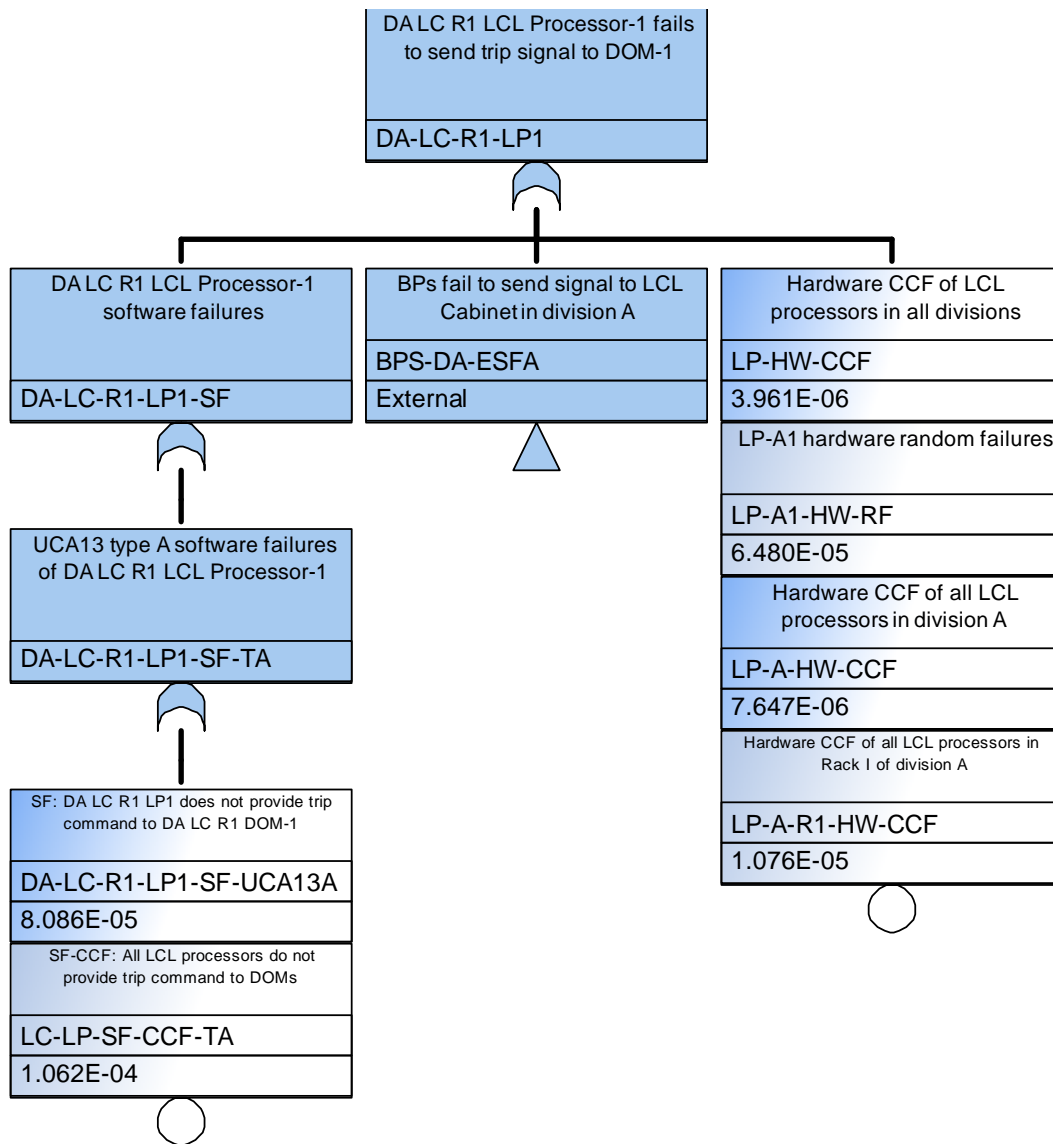 DA LC R1 LCL Processor-1 fails
to send trip signal to DOM-1
DA-LC-R1-LP1
DA LC R1 LCL Processor-1
software failures
DA-LC-R1-LP1-SF
BPs fail to send signal to LCL
Cabinet in division A
BPS-DA-ESFA
External
Hardware CCF of LCL
processors in all divisions
LP-HW-CCF
3.961E-06
LP-A1 hardware random failures
LP-A1-HW-RF
6.480E-05
Hardware CCF of all LCL
processors in division A
LP-A-HW-CCF
7.647E-06
Hardware CCF of all LCL processors in
Rack I of division A
LP-A-R1-HW-CCF
1.076E-05
UCA13 type A software failures
of DA LC R1 LCL Processor-1
DA-LC-R1-LP1-SF-TA
SF: DA LC R1 LP1 does not provide trip
command to DA LC R1 DOM-1
DA-LC-R1-LP1-SF-UCA13A
8.086E-05
SF-CCF: All LCL processors do not
provide trip command to DOMs
LC-LP-SF-CCF-TA
1.062E-04